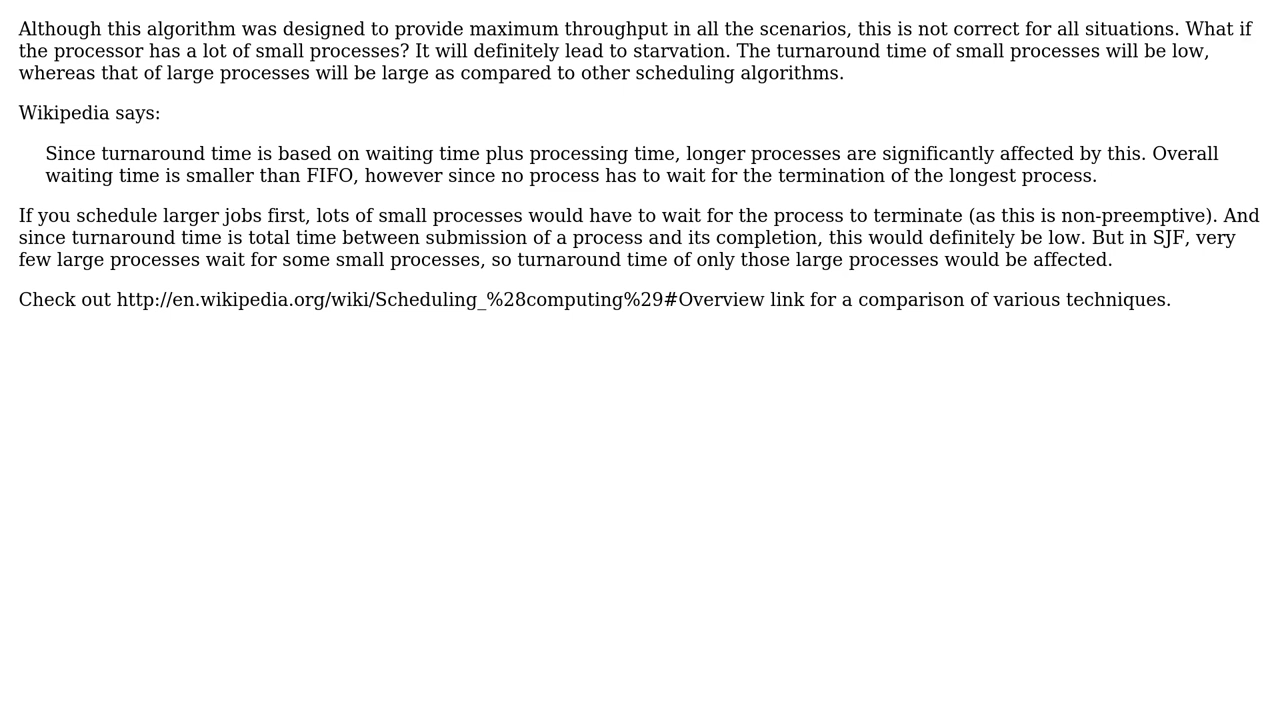 Although this algorithm was designed to provide maximum throughput in all the scenarios, this is not correct for all situations. What if
the processor has a lot of small processes? It will definitely lead to starvation. The turnaround time of small processes will be low,
whereas that of large processes will be large as compared to other scheduling algorithms.
Wikipedia says:
Since turnaround time is based on waiting time plus processing time, longer processes are significantly affected by this. Overall
waiting time is smaller than FIFO, however since no process has to wait for the termination of the longest process.
If you schedule larger jobs first, lots of small processes would have to wait for the process to terminate (as this is non-preemptive). And
since turnaround time is total time between submission of a process and its completion, this would definitely be low. But in SJF, very
few large processes wait for some small processes, so turnaround time of only those large processes would be affected.
Check out http://en.wikipedia.org/wiki/Scheduling_%28computing%29#Overview link for a comparison of various techniques.